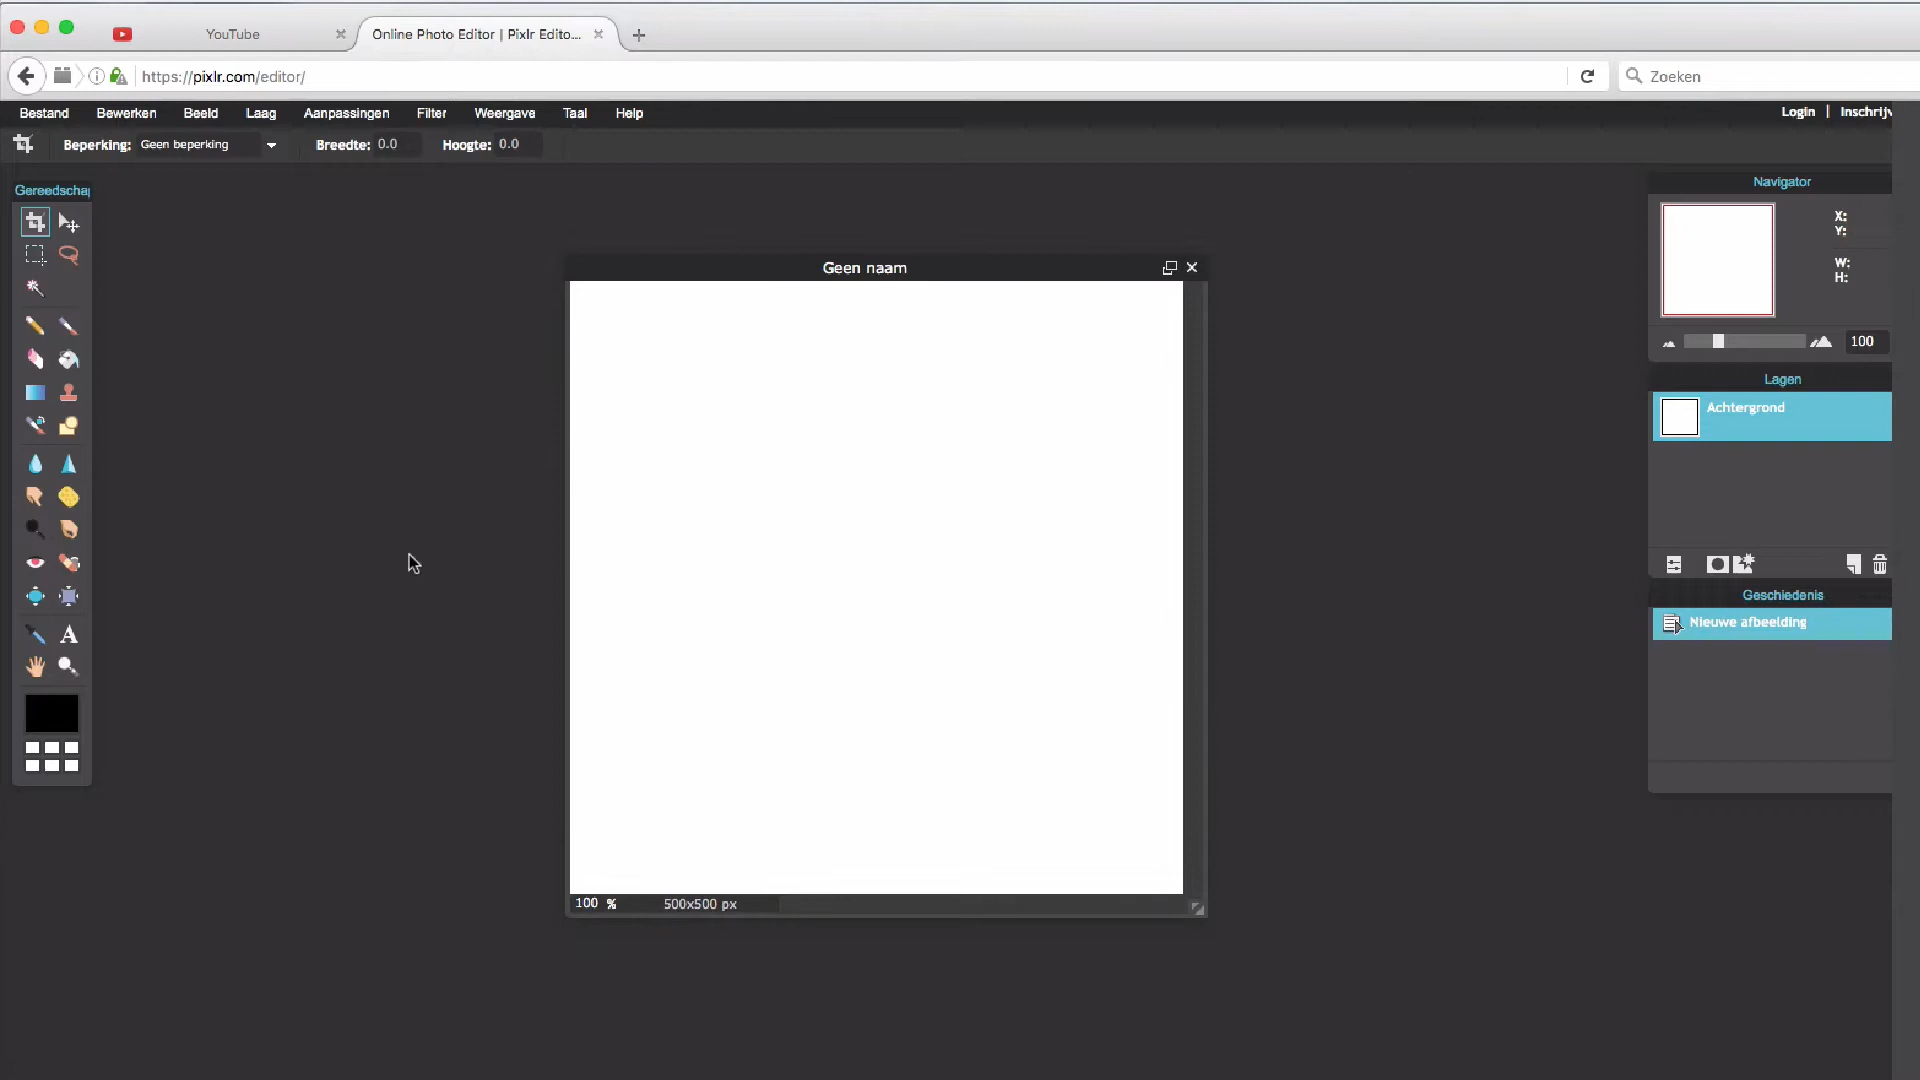 YouTube
Online Photo Editor | Pixlr Edito...
https://pixlr.com/editor/
Zoeken
Bestand Bewerken Beeld Laag Aanpassingen Filter Weergave Taal Help
Login | Inschrijv
Beperking: Geen beperking Breedte: 0.0 Hoogte: 0.0
Gereedschap
Geen naam
100 % 500x500 px
Navigator
X:
Y:
W:
H:
100
Lagen
Achtergrond
Geschiedenis
Nieuwe afbeelding